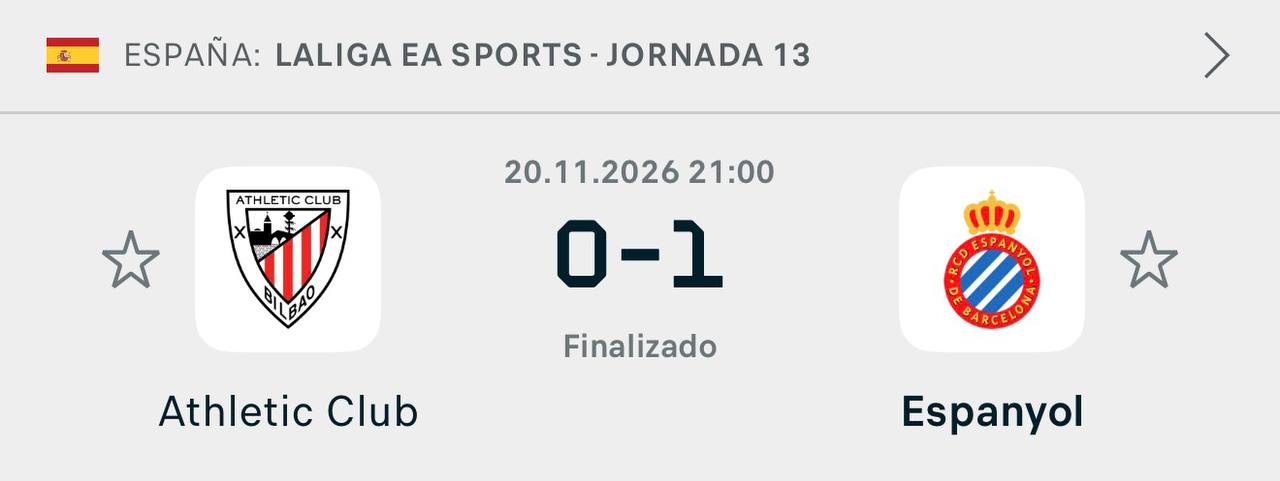 ESPAÑA: LALIGA EA SPORTS - JORNADA 13
20.11.2026 21:00
ATHLETIC CLUB
BILBAO
0-1
RCD ESPANYOL
DE BARCELONA
Finalizado
Athletic Club
Espanyol